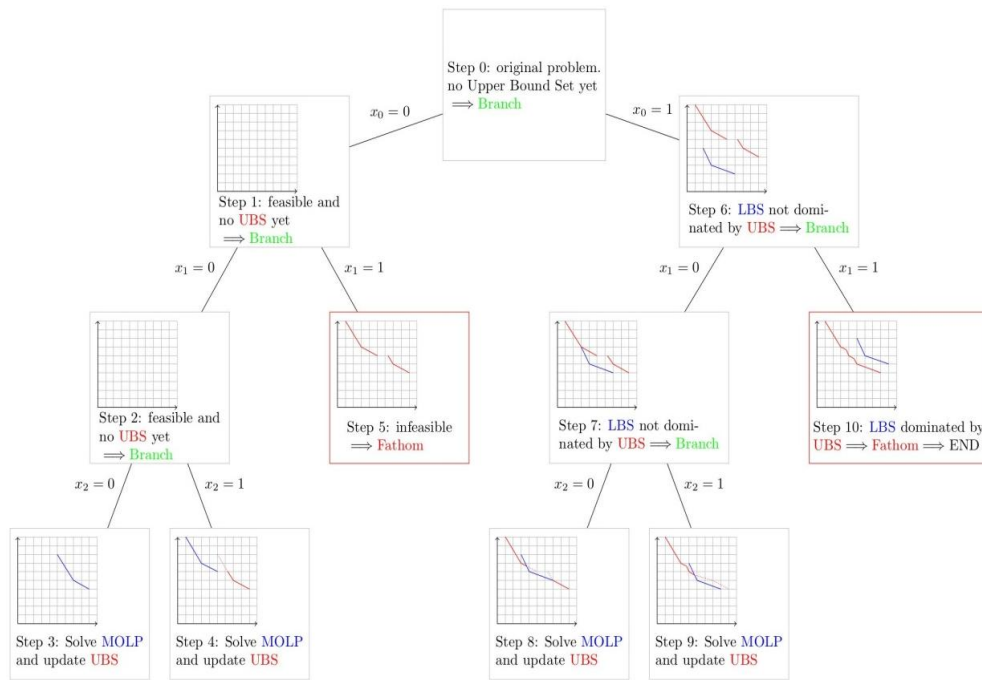 Step 0: original problem.
no Upper Bound Set yet
⟹ Branch
x₀ = 0
x₀ = 1
Step 1: feasible and
no UBS yet
⟹ Branch
Step 6: LBS not domi-
nated by UBS ⟹ Branch
x₁ = 0
x₁ = 1
x₁ = 0
x₁ = 1
Step 2: feasible and
no UBS yet
⟹ Branch
Step 5: infeasible
⟹ Fathom
Step 7: LBS not domi-
nated by UBS ⟹ Branch
Step 10: LBS dominated by
UBS ⟹ Fathom ⟹ END
x₂ = 0
x₂ = 1
x₂ = 0
x₂ = 1
Step 3: Solve MOLP
and update UBS
Step 4: Solve MOLP
and update UBS
Step 8: Solve MOLP
and update UBS
Step 9: Solve MOLP
and update UBS